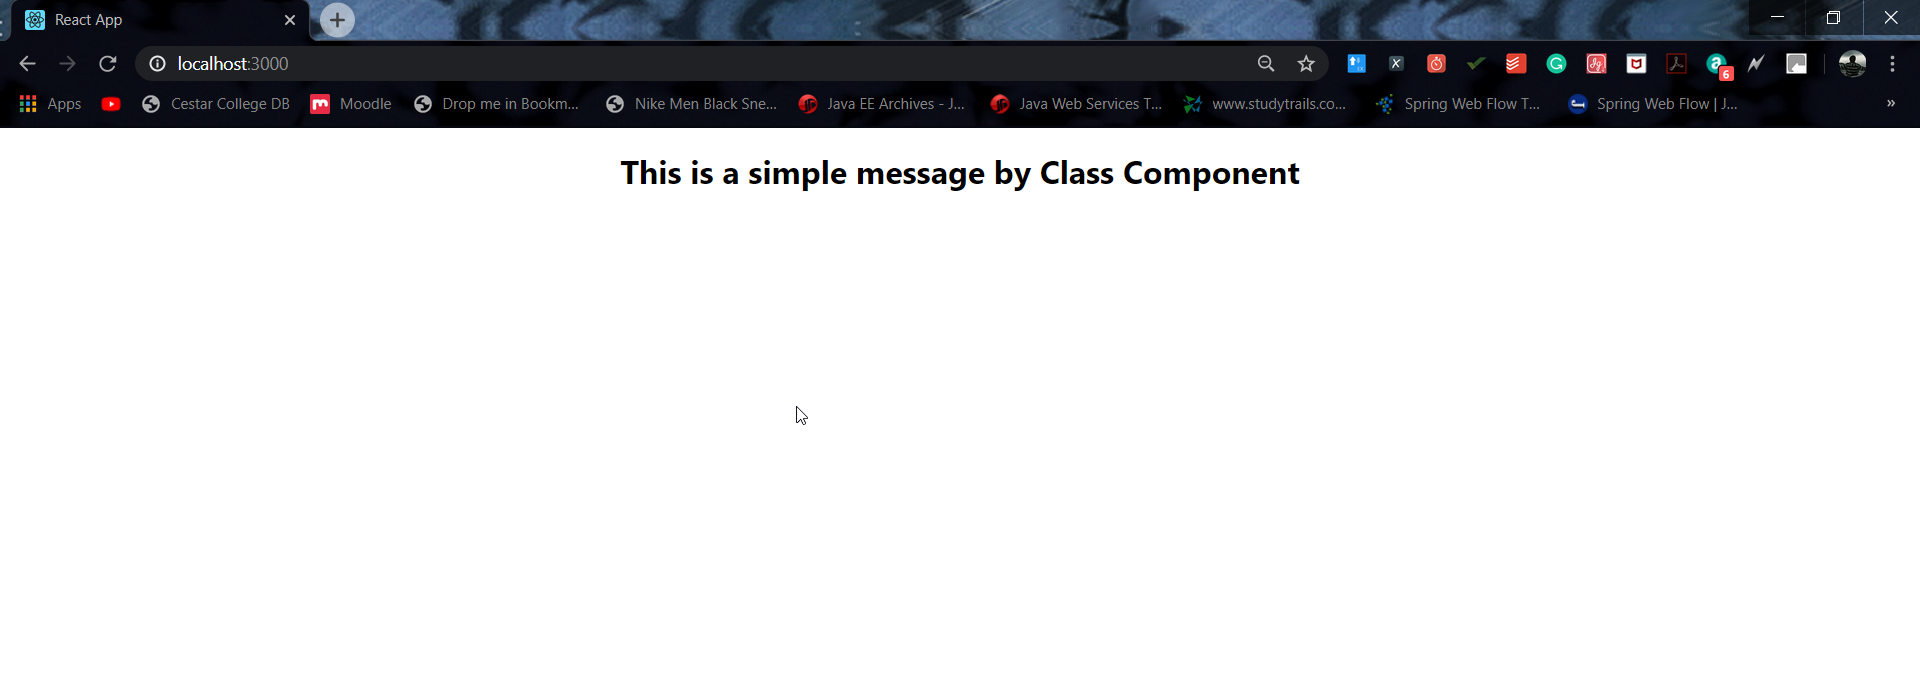 React App
localhost:3000
6
Apps Cestar College DB Moodle Drop me in Bookm... Nike Men Black Sne... Java EE Archives - J... Java Web Services T... www.studytrails.co... Spring Web Flow T... Spring Web Flow | J... »
This is a simple message by Class Component